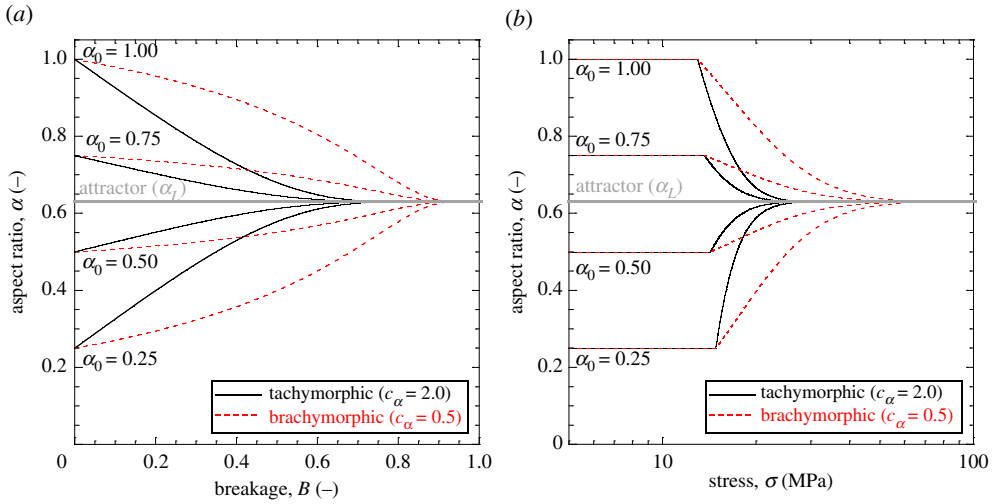 (a)
aspect ratio, α (–)
1.0
0.8
0.6
0.4
0.2
0
α0 = 1.00
α0 = 0.75
attractor (αL)
α0 = 0.50
α0 = 0.25
tachymorphic (cα = 2.0)
brachymorphic (cα = 0.5)
0.2 0.4 0.6 0.8 1.0
breakage, B (–)
(b)
aspect ratio, α (–)
1.0
0.8
0.6
0.4
0.2
0
α0 = 1.00
α0 = 0.75
attractor (αL)
α0 = 0.50
α0 = 0.25
tachymorphic (cα = 2.0)
brachymorphic (cα = 0.5)
10 20 40 60 100
stress, σ (MPa)